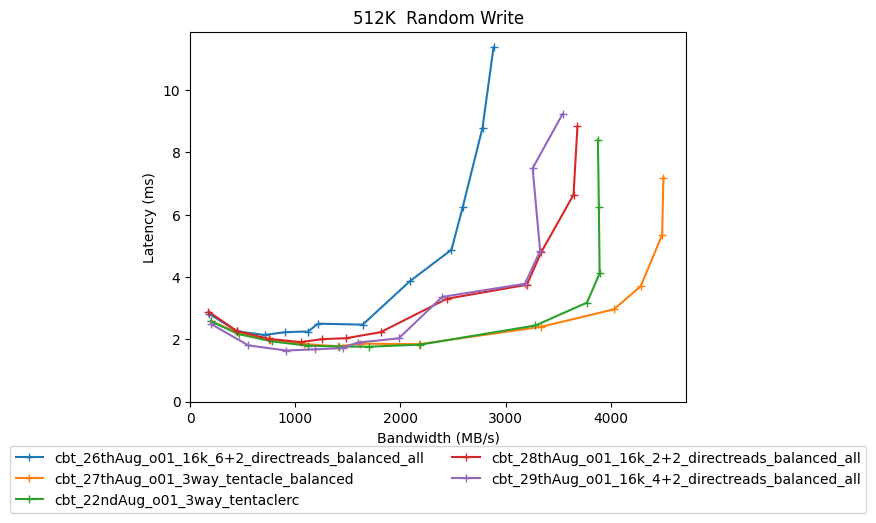 512K  Random Write
Latency (ms)
10
8
6
4
2
0
0 1000 2000 3000 4000
Bandwidth (MB/s)
cbt_26thAug_o01_16k_6+2_directreads_balanced_all
cbt_27thAug_o01_3way_tentacle_balanced
cbt_22ndAug_o01_3way_tentaclerc
cbt_28thAug_o01_16k_2+2_directreads_balanced_all
cbt_29thAug_o01_16k_4+2_directreads_balanced_all